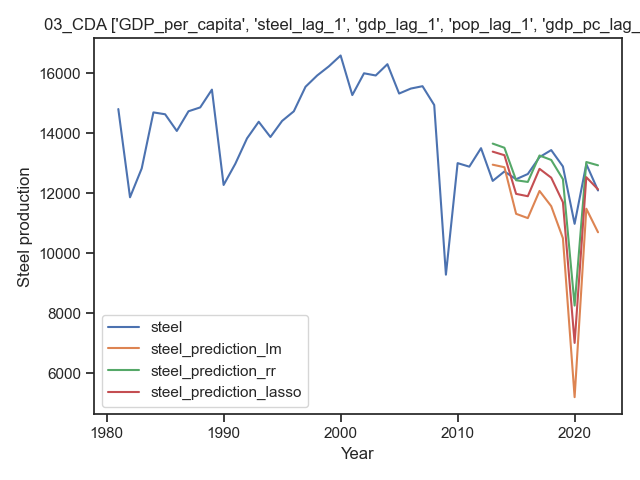 03_CDA ['GDP_per_capita', 'steel_lag_1', 'gdp_lag_1', 'pop_lag_1', 'gdp_pc_lag_
16000
14000
12000
10000
8000
6000
Steel production
steel
steel_prediction_lm
steel_prediction_rr
steel_prediction_lasso
1980 1990 2000 2010 2020
Year